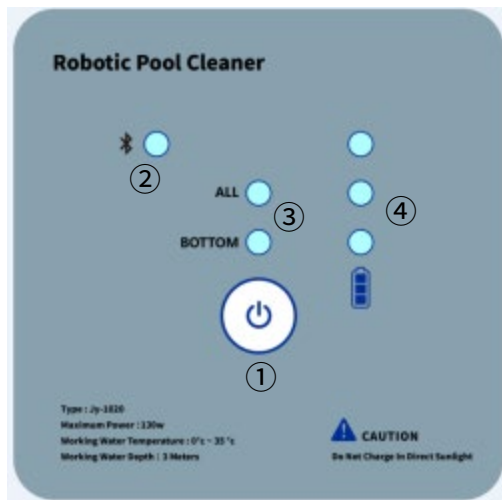 Robotic Pool Cleaner
②
ALL
③
④
BOTTOM
①
Type : Jy-1020
Maximum Power : 120w
Working Water Temperature : 0°c ~ 35 °c
Working Water Depth : 3 Meters
CAUTION
Do Not Charge In Direct Sunlight